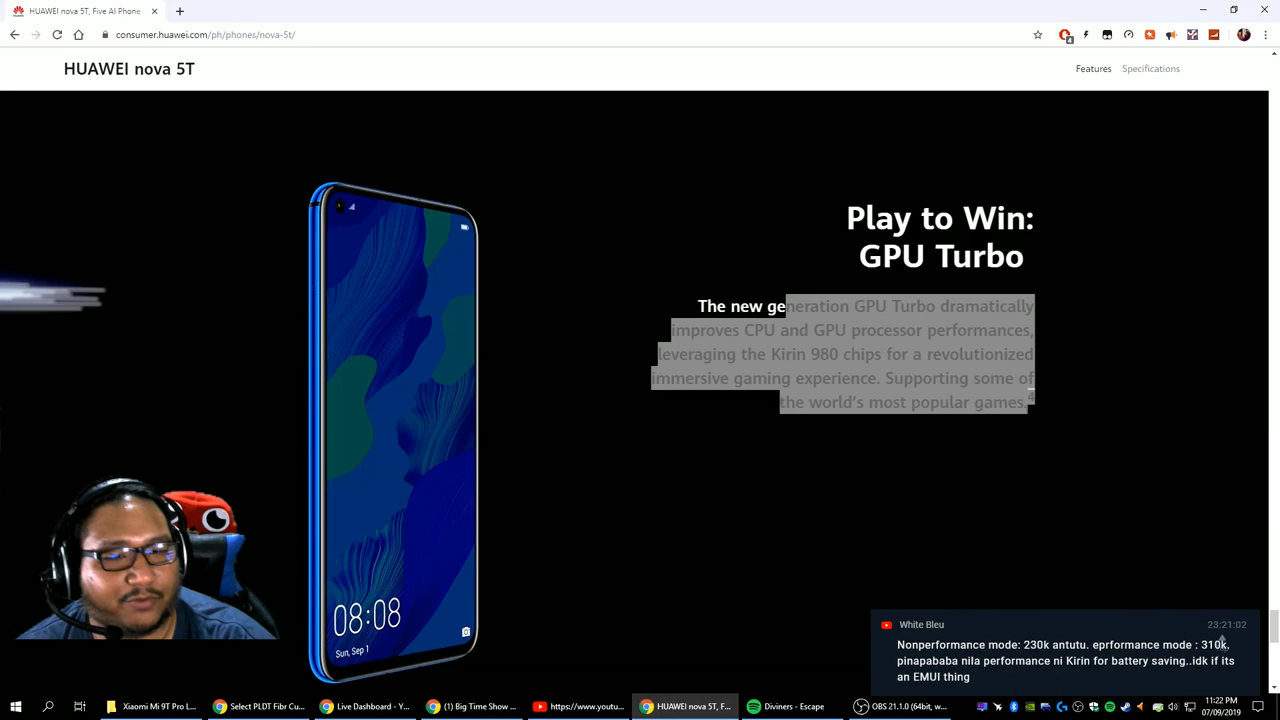 HUAWEI nova 5T, Five AI Phone
consumer.huawei.com/ph/phones/nova-5t/
4
HUAWEI nova 5T
Features
Specifications
Play to Win:
GPU Turbo
The new generation GPU Turbo dramatically
improves CPU and GPU processor performances,
leveraging the Kirin 980 chips for a revolutionized
immersive gaming experience. Supporting some of
the world's most popular games.4
08:08
Sun, Sep 1
White Bleu
23:21:02
Nonperformance mode: 230k antutu. eprformance mode : 310k.
pinapababa nila performance ni Kirin for battery saving..idk if its
an EMUI thing
Xiaomi Mi 9T Pro L...
Select PLDT Fibr Cu...
Live Dashboard - Y...
(1) Big Time Show ...
https://www.youtu...
HUAWEI nova 5T, F...
Diviners - Escape
OBS 21.1.0 (64bit, w...
11:22 PM
07/09/2019